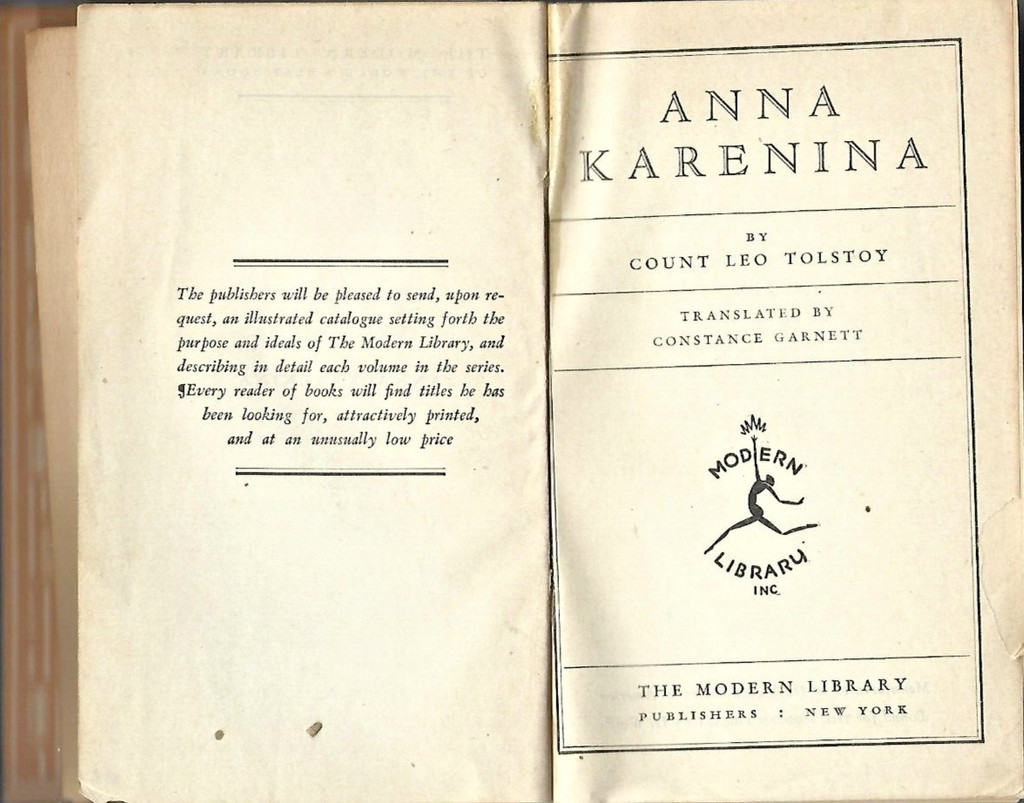 The publishers will be pleased to send, upon re-
quest, an illustrated catalogue setting forth the
purpose and ideals of The Modern Library, and
describing in detail each volume in the series.
¶Every reader of books will find titles he has
been looking for, attractively printed,
and at an unusually low price
ANNA
KARENINA
BY
COUNT LEO TOLSTOY
TRANSLATED BY
CONSTANCE GARNETT
MODERN
LIBRARY
INC
THE MODERN LIBRARY
PUBLISHERS : NEW YORK